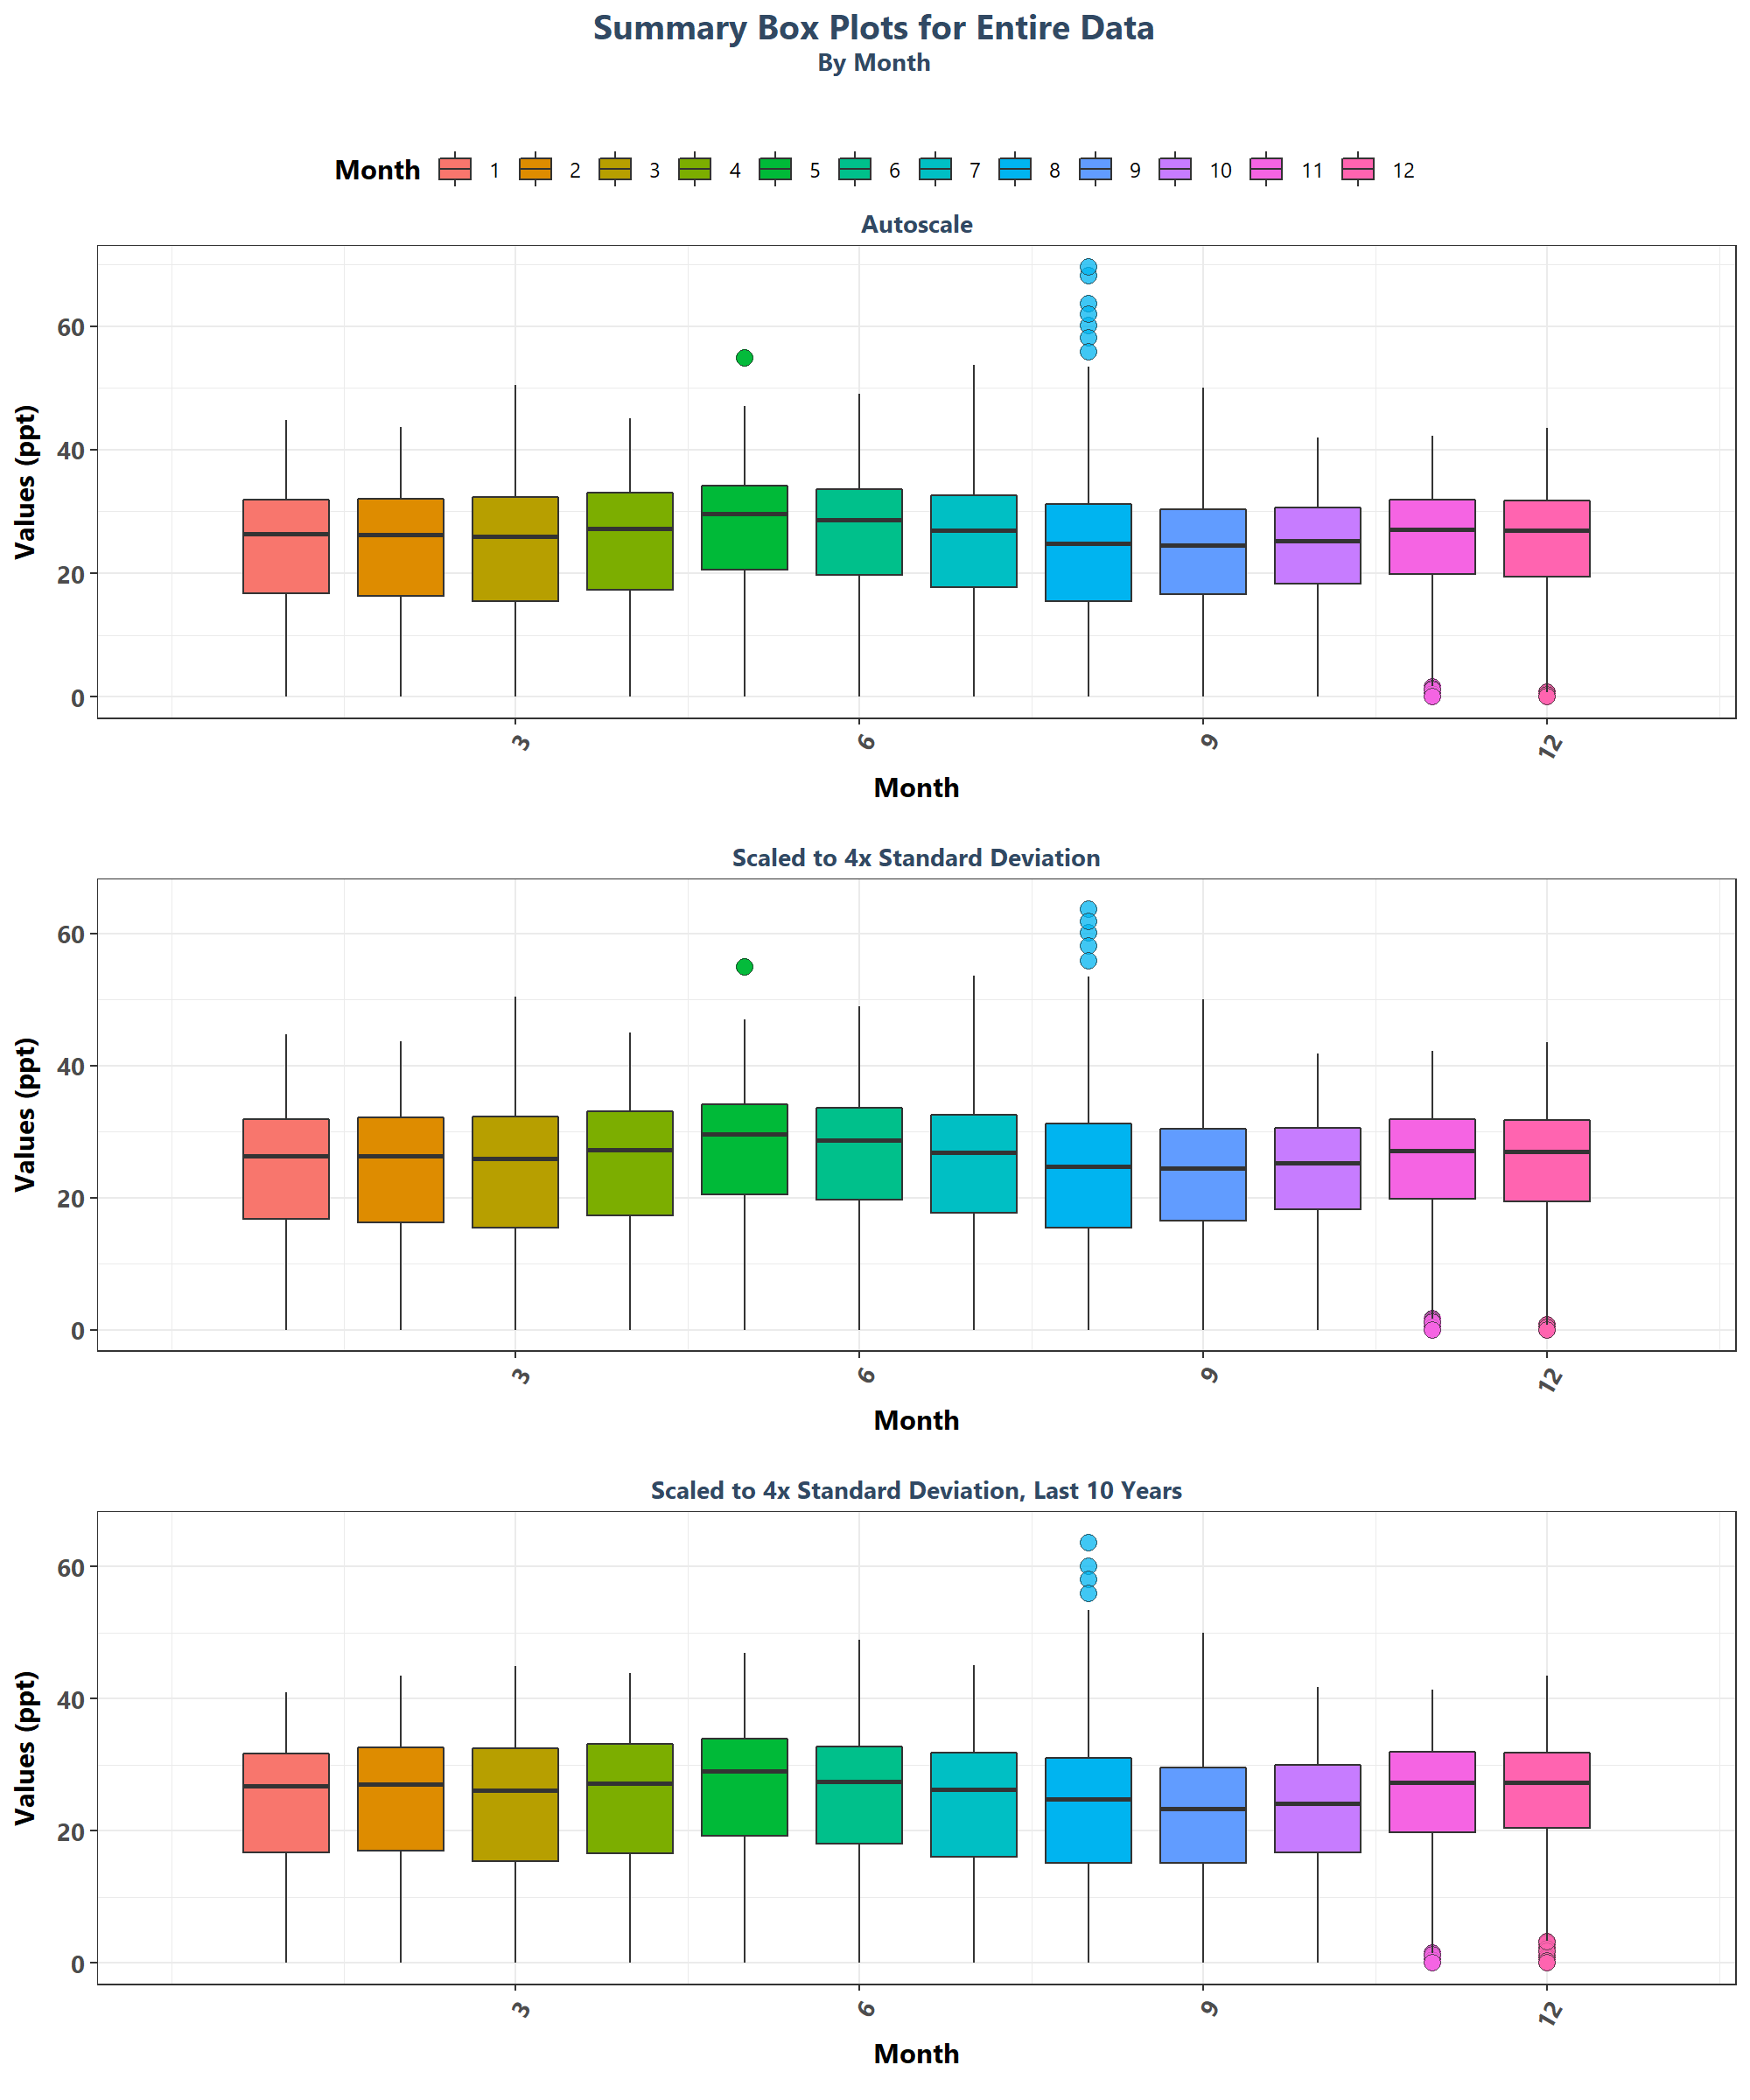 Summary Box Plots for Entire Data
By Month
Month 1 2 3 4 5 6 7 8 9 10 11 12
Autoscale
Values (ppt)
60
40
20
0
3 6 9 12
Month
Scaled to 4x Standard Deviation
Values (ppt)
60
40
20
0
3 6 9 12
Month
Scaled to 4x Standard Deviation, Last 10 Years
Values (ppt)
60
40
20
0
3 6 9 12
Month